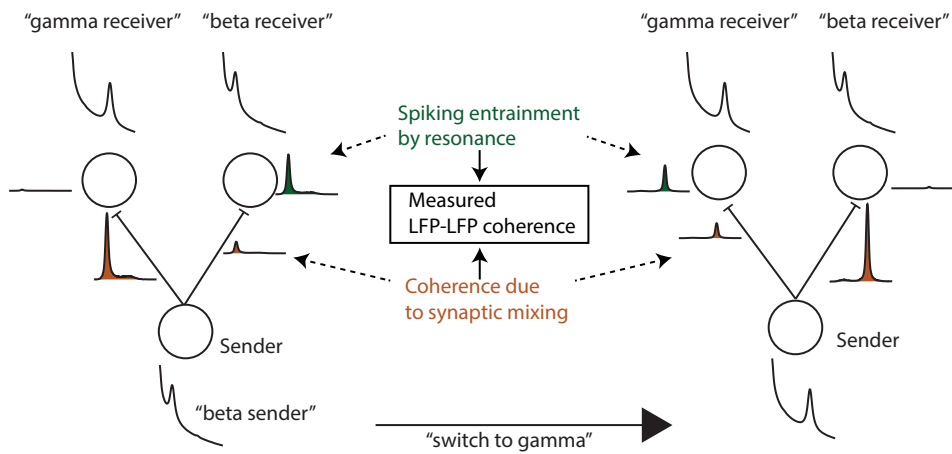 “gamma receiver”
“beta receiver”
“gamma receiver”
“beta receiver”
Spiking entrainment
by resonance
Measured
LFP-LFP coherence
Coherence due
to synaptic mixing
Sender
Sender
“beta sender”
“switch to gamma”